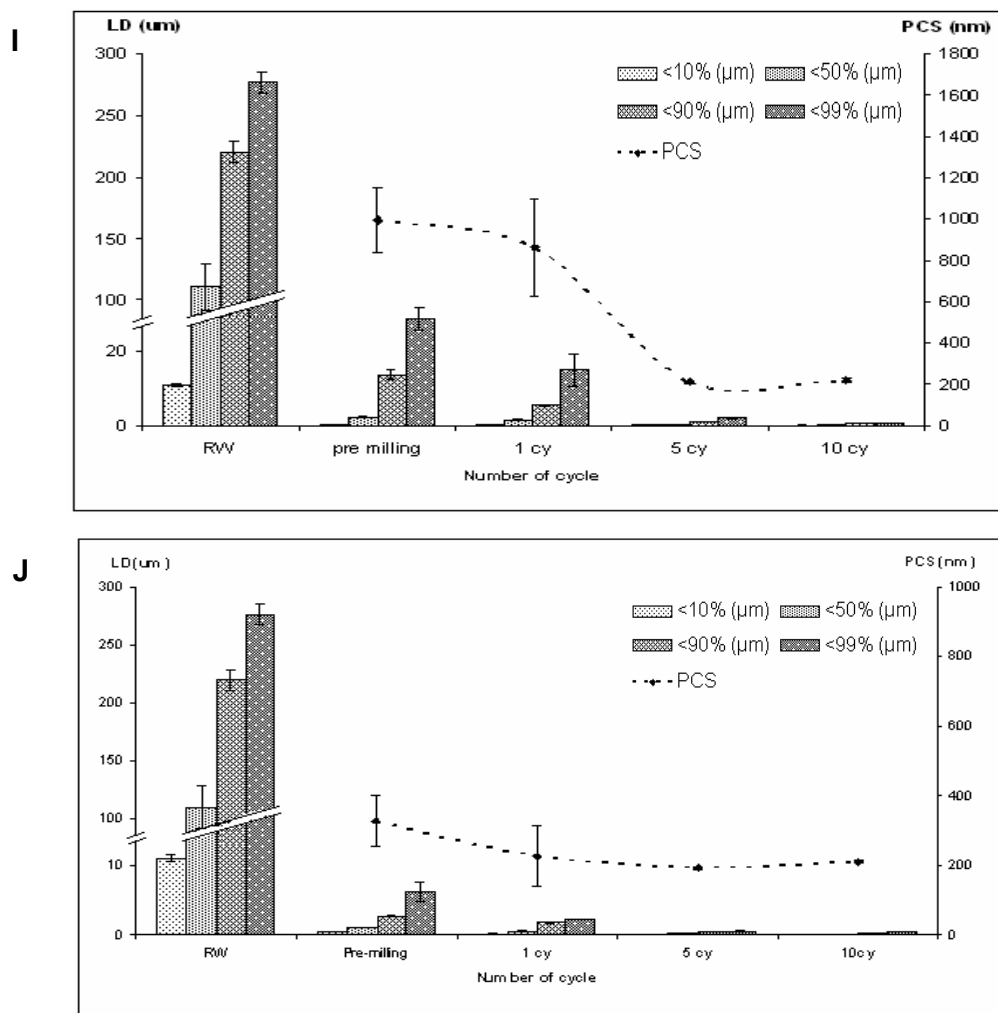 I
LD (um)
PCS (nm)
300
250
200
150
100
20
0
1800
1600
1400
1200
1000
800
600
400
200
0
<10% (µm) <50% (µm)
<90% (µm) <99% (µm)
PCS
RW pre milling 1 cy 5 cy 10 cy
Number of cycle
J
LD(um)
PCS(nm)
300
250
200
150
100
10
0
1000
800
600
400
200
0
<10% (µm) <50% (µm)
<90% (µm) <99% (µm)
PCS
RW Pre-milling 1 cy 5 cy 10cy
Number of cycle